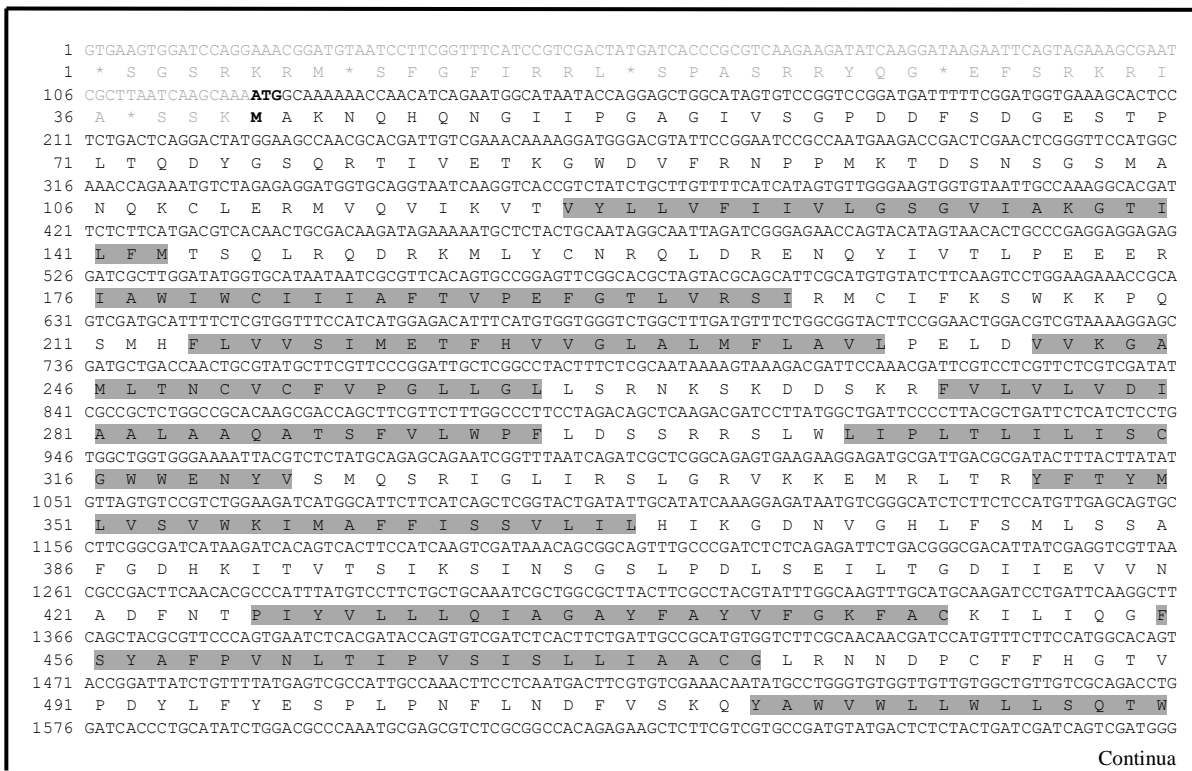 1 GTGAAGTGGATCCAGGAAACGGATGTAATCCTTCGGTTTCATCCGTCGACTATGATCACCCGCGTCAAGAAGATATCAAGGATAAGAATTCAGTAGAAAGCGAAT
1 * S G S R K R M * S F G F I R R L * S P A S R R Y Q G * E F S R K R I
106 CGCTTAATCAAGCAAAATGGCAAAAAACCAACATCAGAATGGCATAATACCAGGAGCTGGCATAGTGTCCGGTCCGGATGATTTTTCGGATGGTGAAAGCACTCC
36 A * S S K M A K N Q H Q N G I I P G A G I V S G P D D F S D G E S T P
211 TCTGACTCAGGACTATGGAAGCCAACGCACGATTGTCGAAACAAAAGGATGGGACGTATTCCGGAATCCGCCAATGAAGACCGACTCGAACTCGGGTTCCATGGC
71 L T Q D Y G S Q R T I V E T K G W D V F R N P P M K T D S N S G S M A
316 AAACCAGAAATGTCTAGAGAGGATGGTGCAGGTAATCAAGGTCACCGTCTATCTGCTTGTTTTCATCATAGTGTTGGGAAGTGGTGTAATTGCCAAAGGCACGAT
106 N Q K C L E R M V Q V I K V T V Y L L V F I I V L G S G V I A K G T I
421 TCTCTTCATGACGTCACAACTGCGACAAGATAGAAAAATGCTCTACTGCAATAGGCAATTAGATCGGGAGAACCAGTACATAGTAACACTGCCCGAGGAGGAGAG
141 L F M T S Q L R Q D R K M L Y C N R Q L D R E N Q Y I V T L P E E E R
526 GATCGCTTGGATATGGTGCATAATAATCGCGTTCACAGTGCCGGAGTTCGGCACGCTAGTACGCAGCATTCGCATGTGTATCTTCAAGTCCTGGAAGAAACCGCA
176 I A W I W C I I I A F T V P E F G T L V R S I R M C I F K S W K K P Q
631 GTCGATGCATTTTCTCGTGGTTTCCATCATGGAGACATTTCATGTGGTGGGTCTGGCTTTGATGTTTCTGGCGGTACTTCCGGAACTGGACGTCGTAAAAGGAGC
211 S M H F L V V S I M E T F H V V G L A L M F L A V L P E L D V V K G A
736 GATGCTGACCAACTGCGTATGCTTCGTTCCCGGATTGCTCGGCCTACTTTCTCGCAATAAAAGTAAAGACGATTCCAAACGATTCGTCCTCGTTCTCGTCGATAT
246 M L T N C V C F V P G L L G L L S R N K S K D D S K R F V L V L V D I
841 CGCCGCTCTGGCCGCACAAGCGACCAGCTTCGTTCTTTGGCCCTTCCTAGACAGCTCAAGACGATCCTTATGGCTGATTCCCCTTACGCTGATTCTCATCTCCTG
281 A A L A A Q A T S F V L W P F L D S S R R S L W L I P L T L I L I S C
946 TGGCTGGTGGGAAAATTACGTCTCTATGCAGAGCAGAATCGGTTTAATCAGATCGCTCGGCAGAGTGAAGAAGGAGATGCGATTGACGCGATACTTTACTTATAT
316 G W W E N Y V S M Q S R I G L I R S L G R V K K E M R L T R Y F T Y M
1051 GTTAGTGTCCGTCTGGAAGATCATGGCATTCTTCATCAGCTCGGTACTGATATTGCATATCAAAGGAGATAATGTCGGGCATCTCTTCTCCATGTTGAGCAGTGC
351 L V S V W K I M A F F I S S V L I L H I K G D N V G H L F S M L S S A
1156 CTTCGGCGATCATAAGATCACAGTCACTTCCATCAAGTCGATAAACAGCGGCAGTTTGCCCGATCTCTCAGAGATTCTGACGGGCGACATTATCGAGGTCGTTAA
386 F G D H K I T V T S I K S I N S G S L P D L S E I L T G D I I E V V N
1261 CGCCGACTTCAACACGCCCATTTATGTCCTTCTGCTGCAAATCGCTGGCGCTTACTTCGCCTACGTATTTGGCAAGTTTGCATGCAAGATCCTGATTCAAGGCTT
421 A D F N T P I Y V L L L Q I A G A Y F A Y V F G K F A C K I L I Q G F
1366 CAGCTACGCGTTCCCAGTGAATCTCACGATACCAGTGTCGATCTCACTTCTGATTGCCGCATGTGGTCTTCGCAACAACGATCCATGTTTCTTCCATGGCACAGT
456 S Y A F P V N L T I P V S I S L L I A A C G L R N N D P C F F H G T V
1471 ACCGGATTATCTGTTTTATGAGTCGCCATTGCCAAACTTCCTCAATGACTTCGTGTCGAAACAATATGCCTGGGTGTGGTTGTTGTGGCTGTTGTCGCAGACCTG
491 P D Y L F Y E S P L P N F L N D F V S K Q Y A W V W L L W L L S Q T W
1576 GATCACCCTGCATATCTGGACGCCCAAATGCGAGCGTCTCGCGGCCACAGAGAAGCTCTTCGTCGTGCCGATGTATGACTCTCTACTGATCGATCAGTCGATGGG
Continua